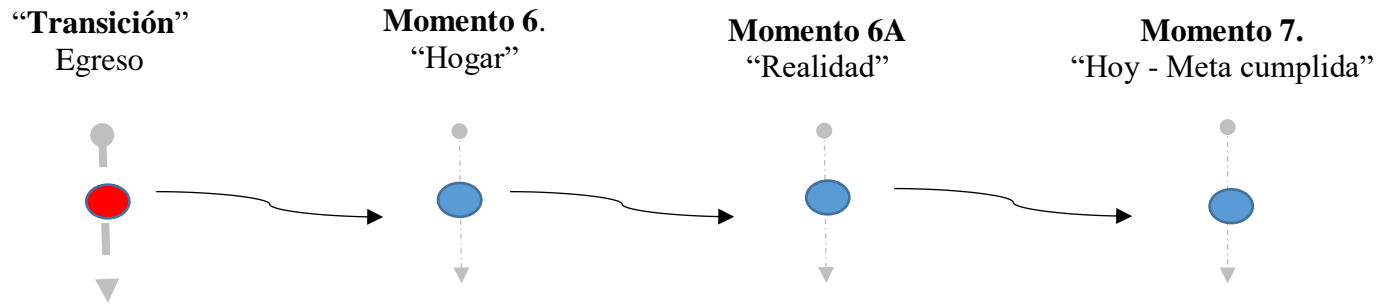 “Transición”
Egreso
Momento 6.
“Hogar”
Momento 6A
“Realidad”
Momento 7.
“Hoy - Meta cumplida”